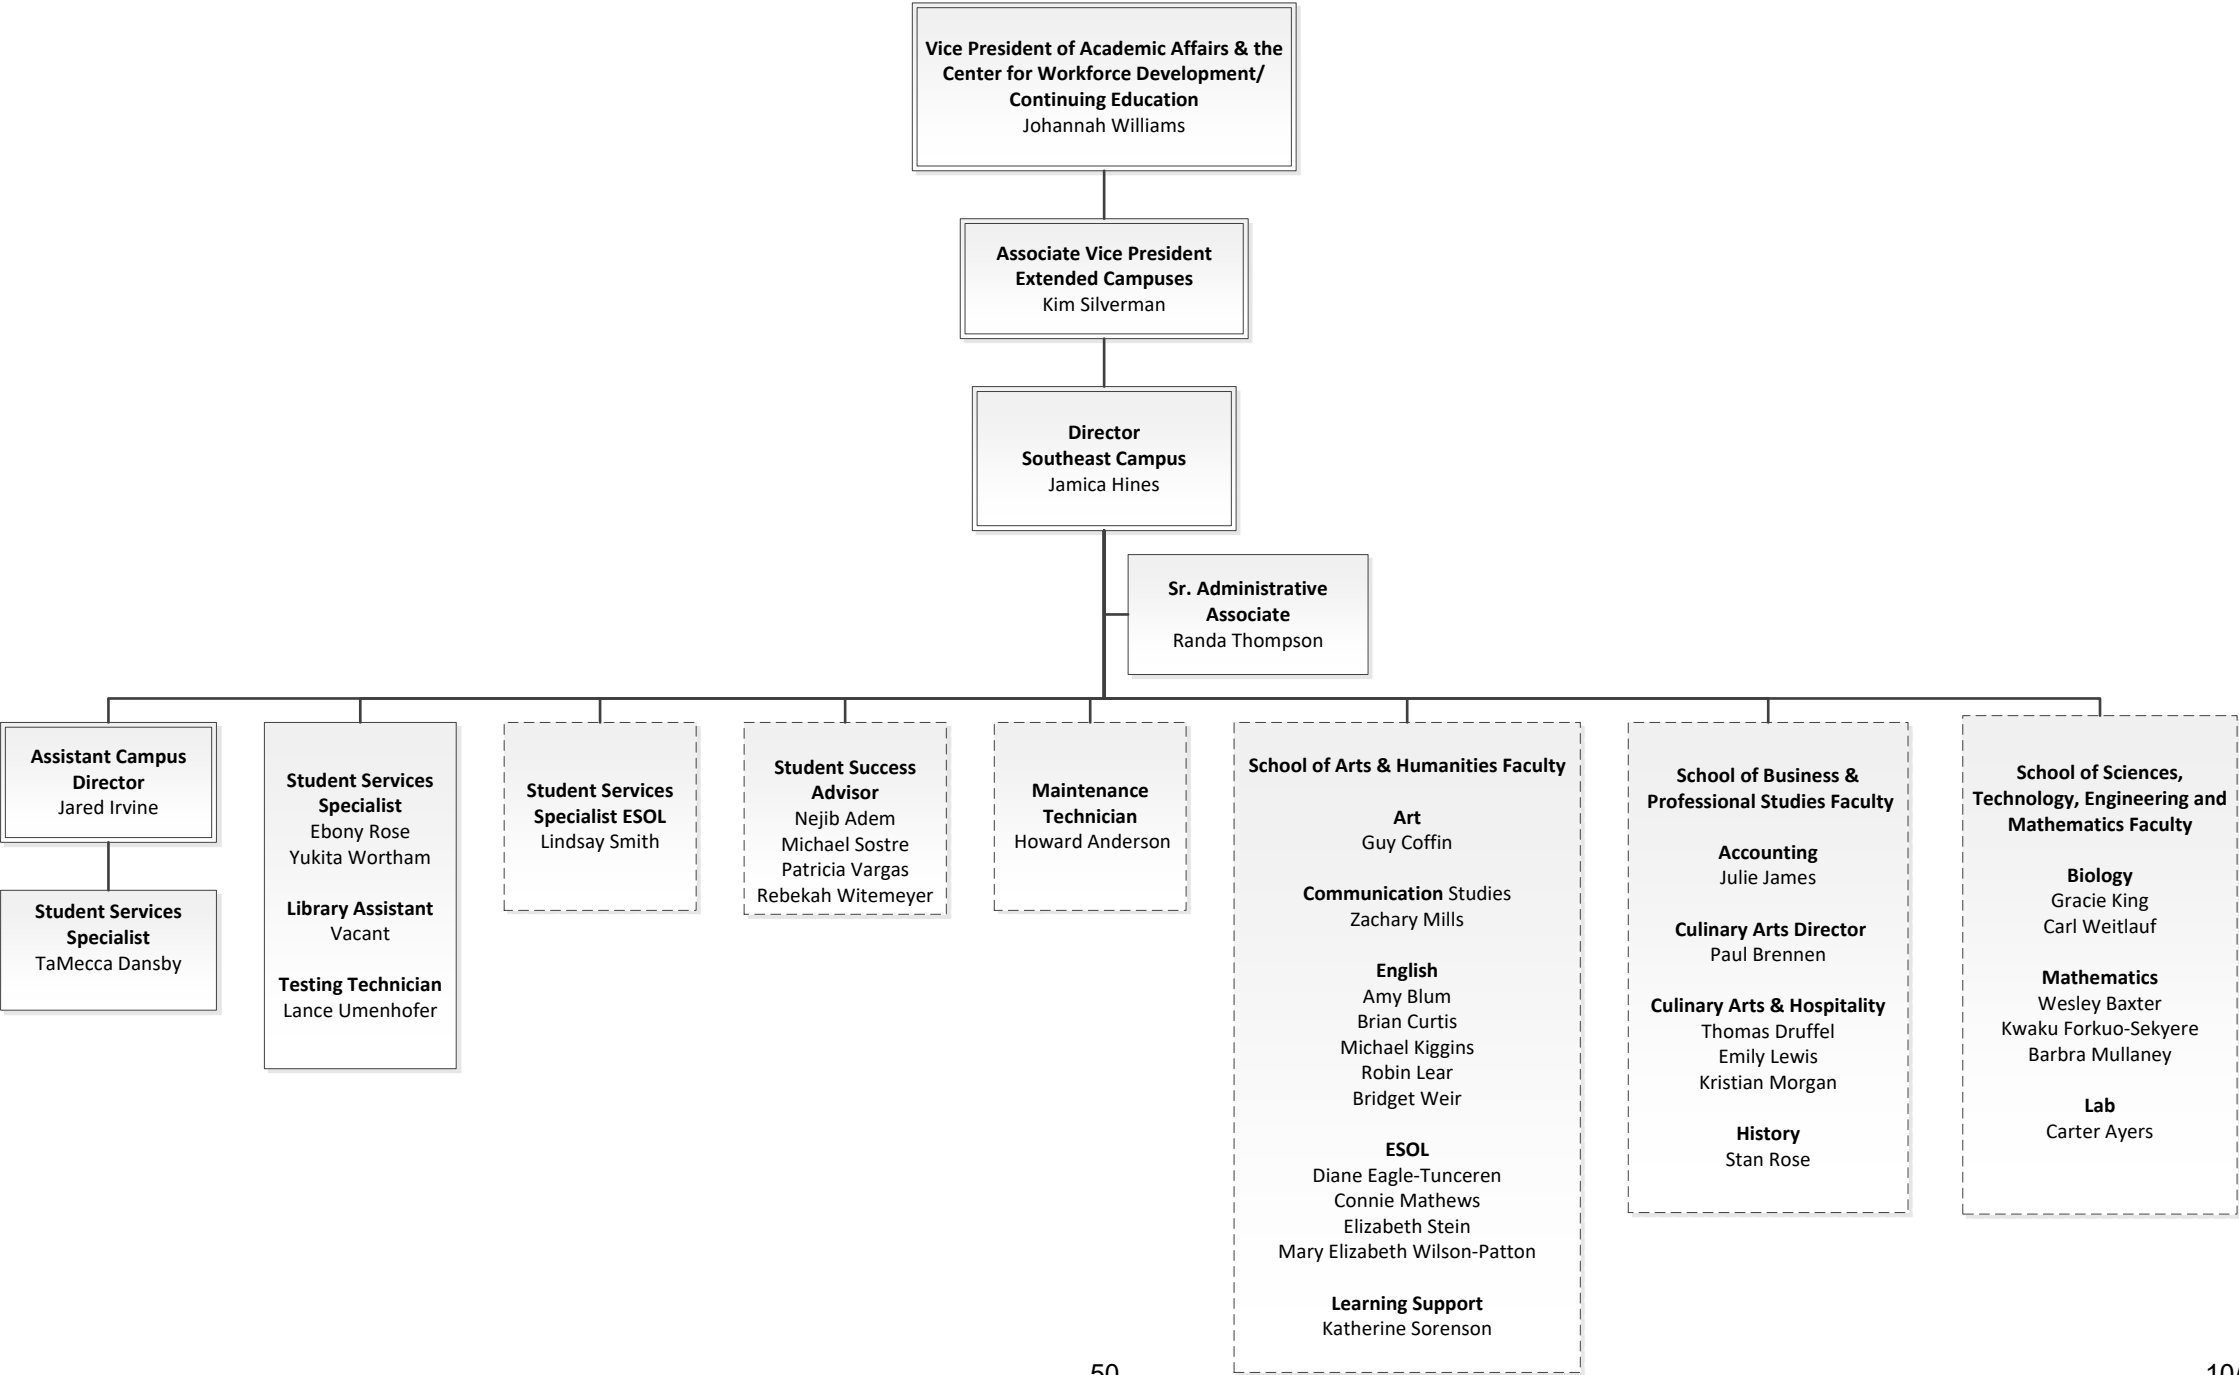 Vice President of Academic Affairs & the
Center for Workforce Development/
Continuing Education
Johannah Williams
Associate Vice President
Extended Campuses
Kim Silverman
Director
Southeast Campus
Jamica Hines
Sr. Administrative
Associate
Randa Thompson
Assistant Campus
Director
Jared Irvine
Student Services
Specialist
TaMecca Dansby
Student Services
Specialist
Ebony Rose
Yukita Wortham
Library Assistant
Vacant
Testing Technician
Lance Umenhofer
Student Services
Specialist ESOL
Lindsay Smith
Student Success
Advisor
Nejib Adem
Michael Sostre
Patricia Vargas
Rebekah Witemeyer
Maintenance
Technician
Howard Anderson
School of Arts & Humanities Faculty
Art
Guy Coffin
Communication Studies
Zachary Mills
English
Amy Blum
Brian Curtis
Michael Kiggins
Robin Lear
Bridget Weir
ESOL
Diane Eagle-Tunceren
Connie Mathews
Elizabeth Stein
Mary Elizabeth Wilson-Patton
Learning Support
Katherine Sorenson
School of Business &
Professional Studies Faculty
Accounting
Julie James
Culinary Arts Director
Paul Brennen
Culinary Arts & Hospitality
Thomas Druffel
Emily Lewis
Kristian Morgan
History
Stan Rose
School of Sciences,
Technology, Engineering and
Mathematics Faculty
Biology
Gracie King
Carl Weitlauf
Mathematics
Wesley Baxter
Kwaku Forkuo-Sekyere
Barbra Mullaney
Lab
Carter Ayers
50